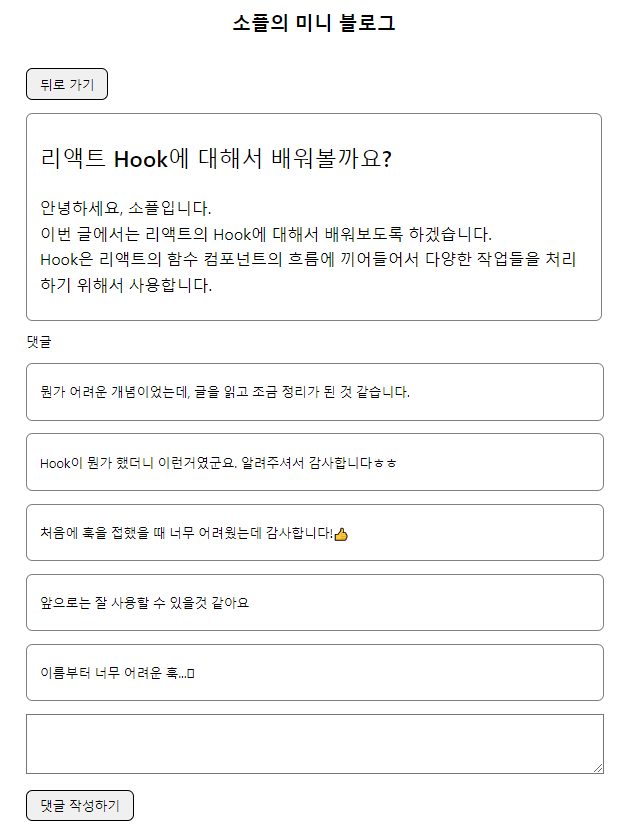 소플의 미니 블로그
뒤로 가기
리액트 Hook에 대해서 배워볼까요?
안녕하세요, 소플입니다.
이번 글에서는 리액트의 Hook에 대해서 배워보도록 하겠습니다.
Hook은 리액트의 함수 컴포넌트의 흐름에 끼어들어서 다양한 작업들을 처리
하기 위해서 사용합니다.
댓글
뭔가 어려운 개념이었는데, 글을 읽고 조금 정리가 된 것 같습니다.
Hook이 뭔가 했더니 이런거였군요. 알려주셔서 감사합니다ㅎㅎ
처음에 훅을 접했을 때 너무 어려웠는데 감사합니다!👍
앞으로는 잘 사용할 수 있을것 같아요
이름부터 너무 어려운 훅...
댓글 작성하기